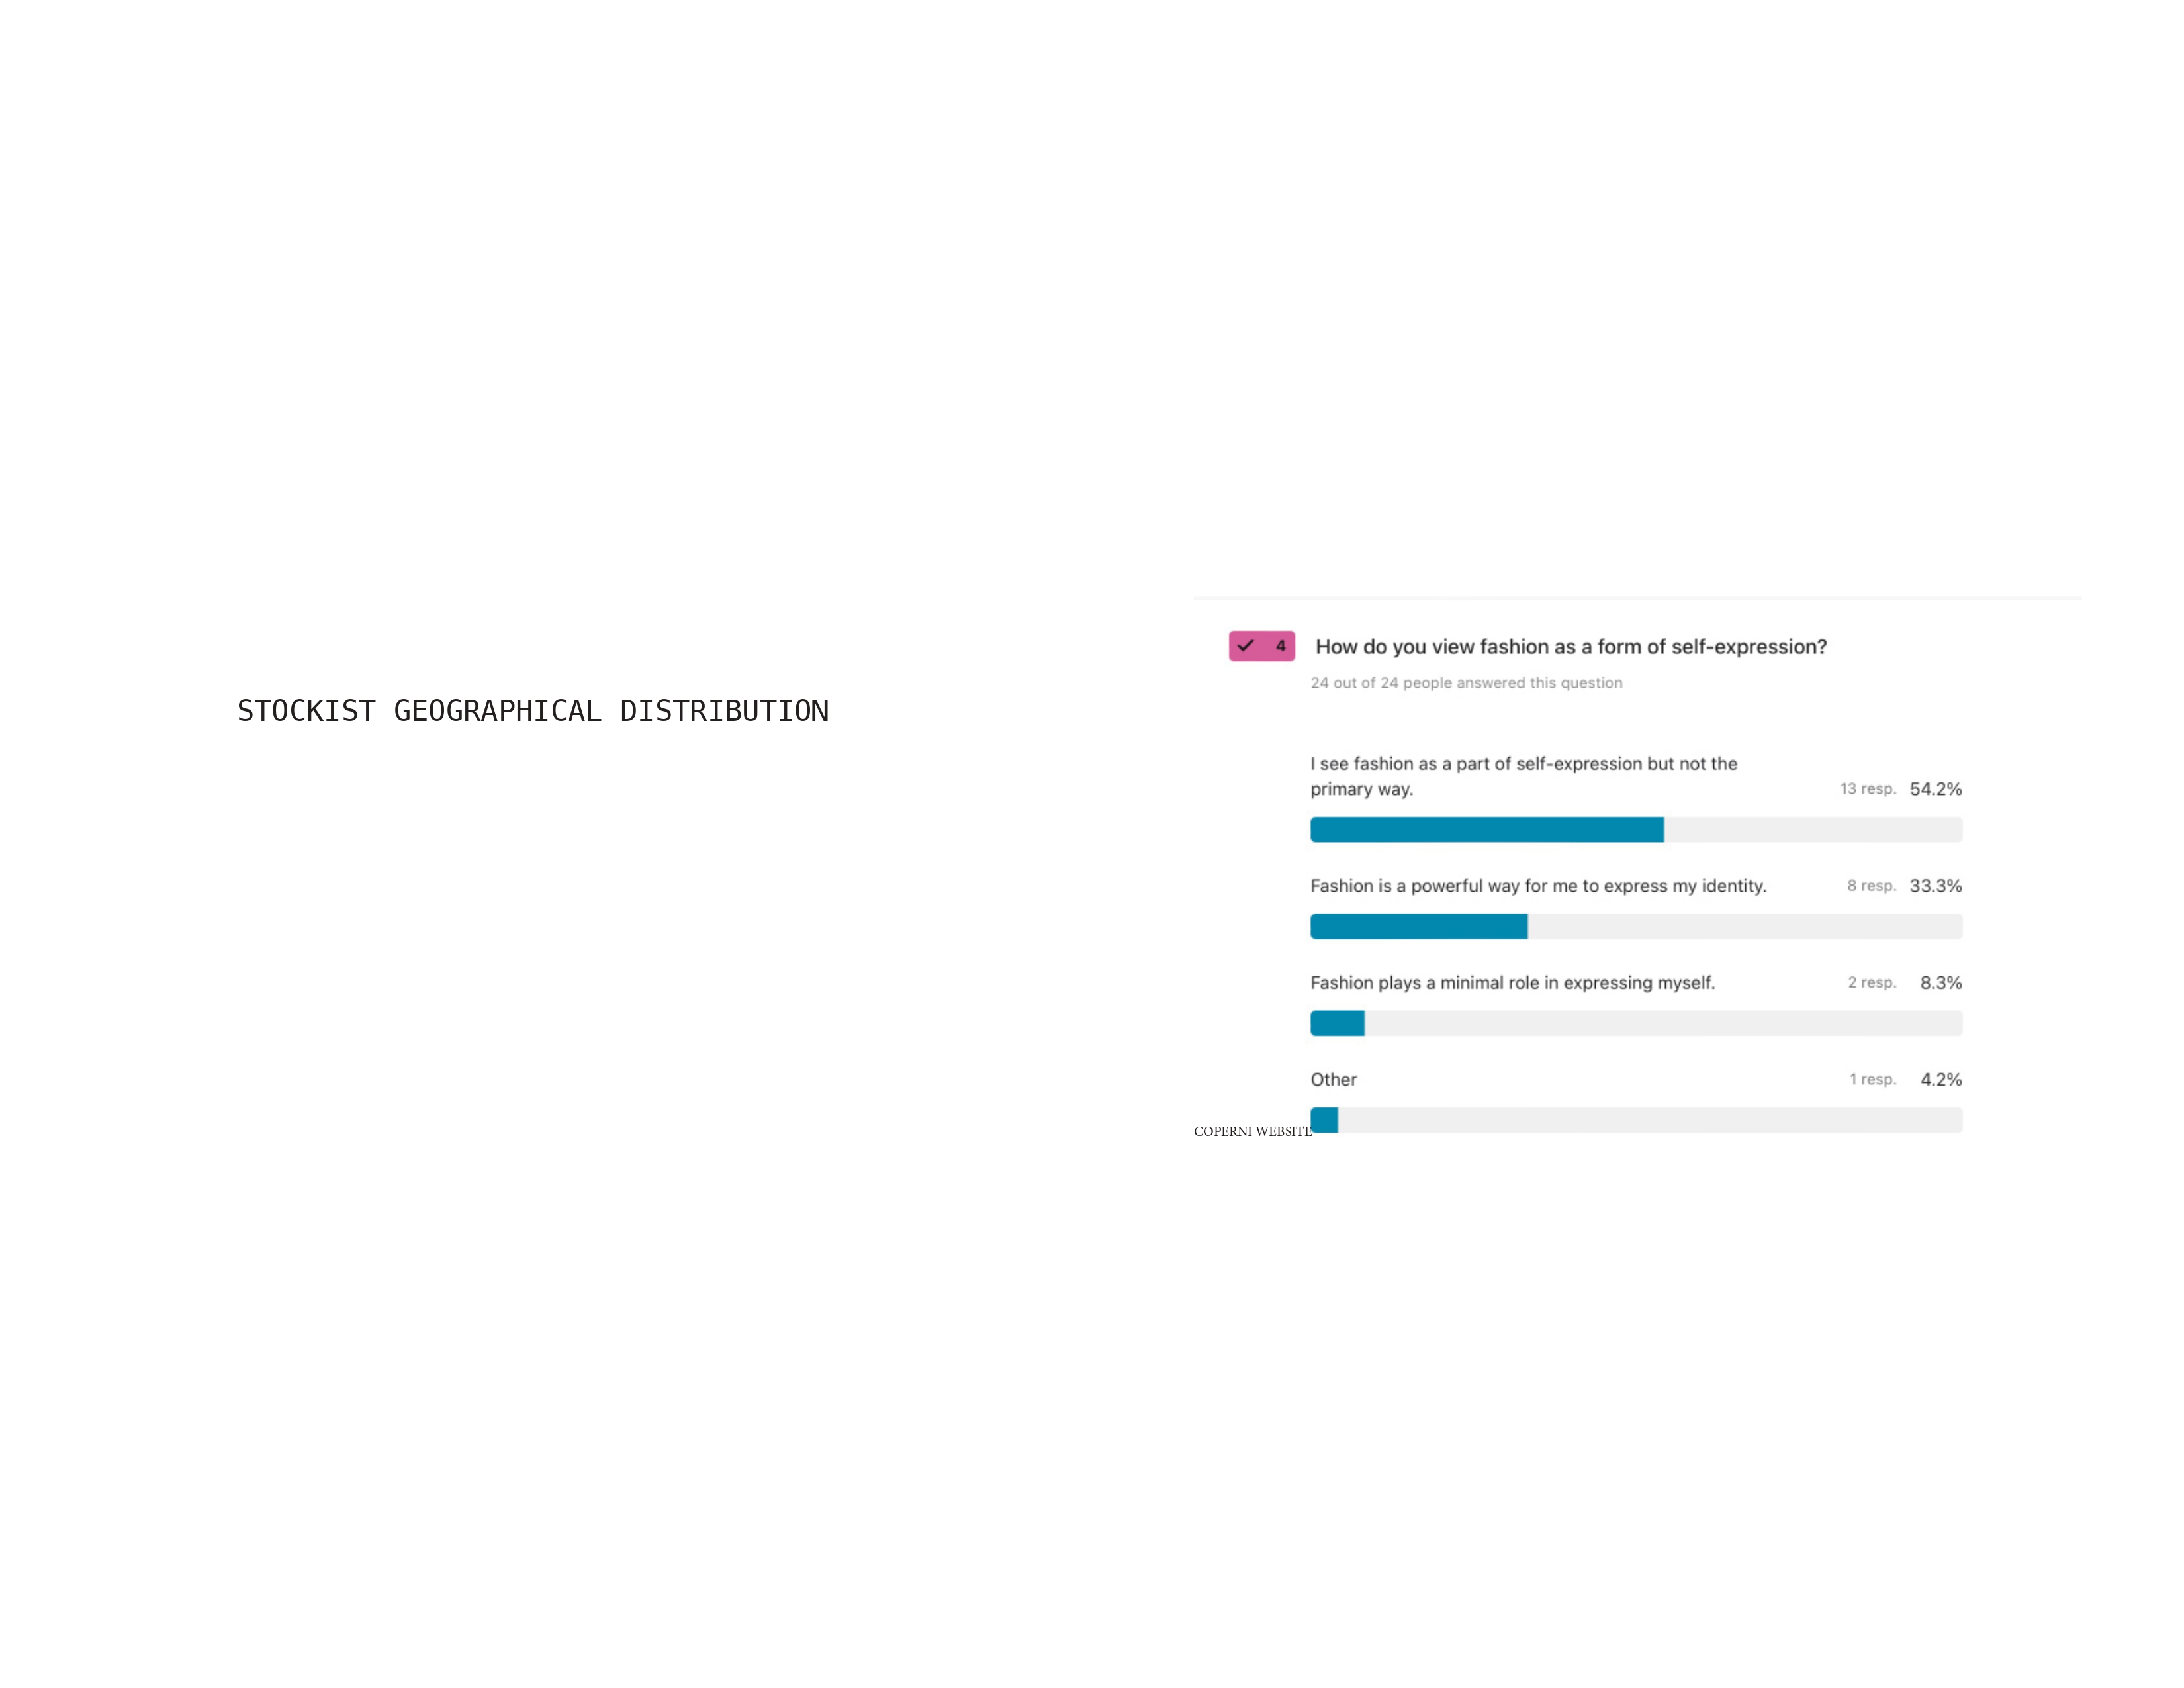 STOCKIST GEOGRAPHICAL DISTRIBUTION
4 How do you view fashion as a form of self-expression?
24 out of 24 people answered this question
I see fashion as a part of self-expression but not the
primary way. 13 resp. 54.2%
Fashion is a powerful way for me to express my identity. 8 resp. 33.3%
Fashion plays a minimal role in expressing myself. 2 resp. 8.3%
Other 1 resp. 4.2%
COPERNI WEBSITE